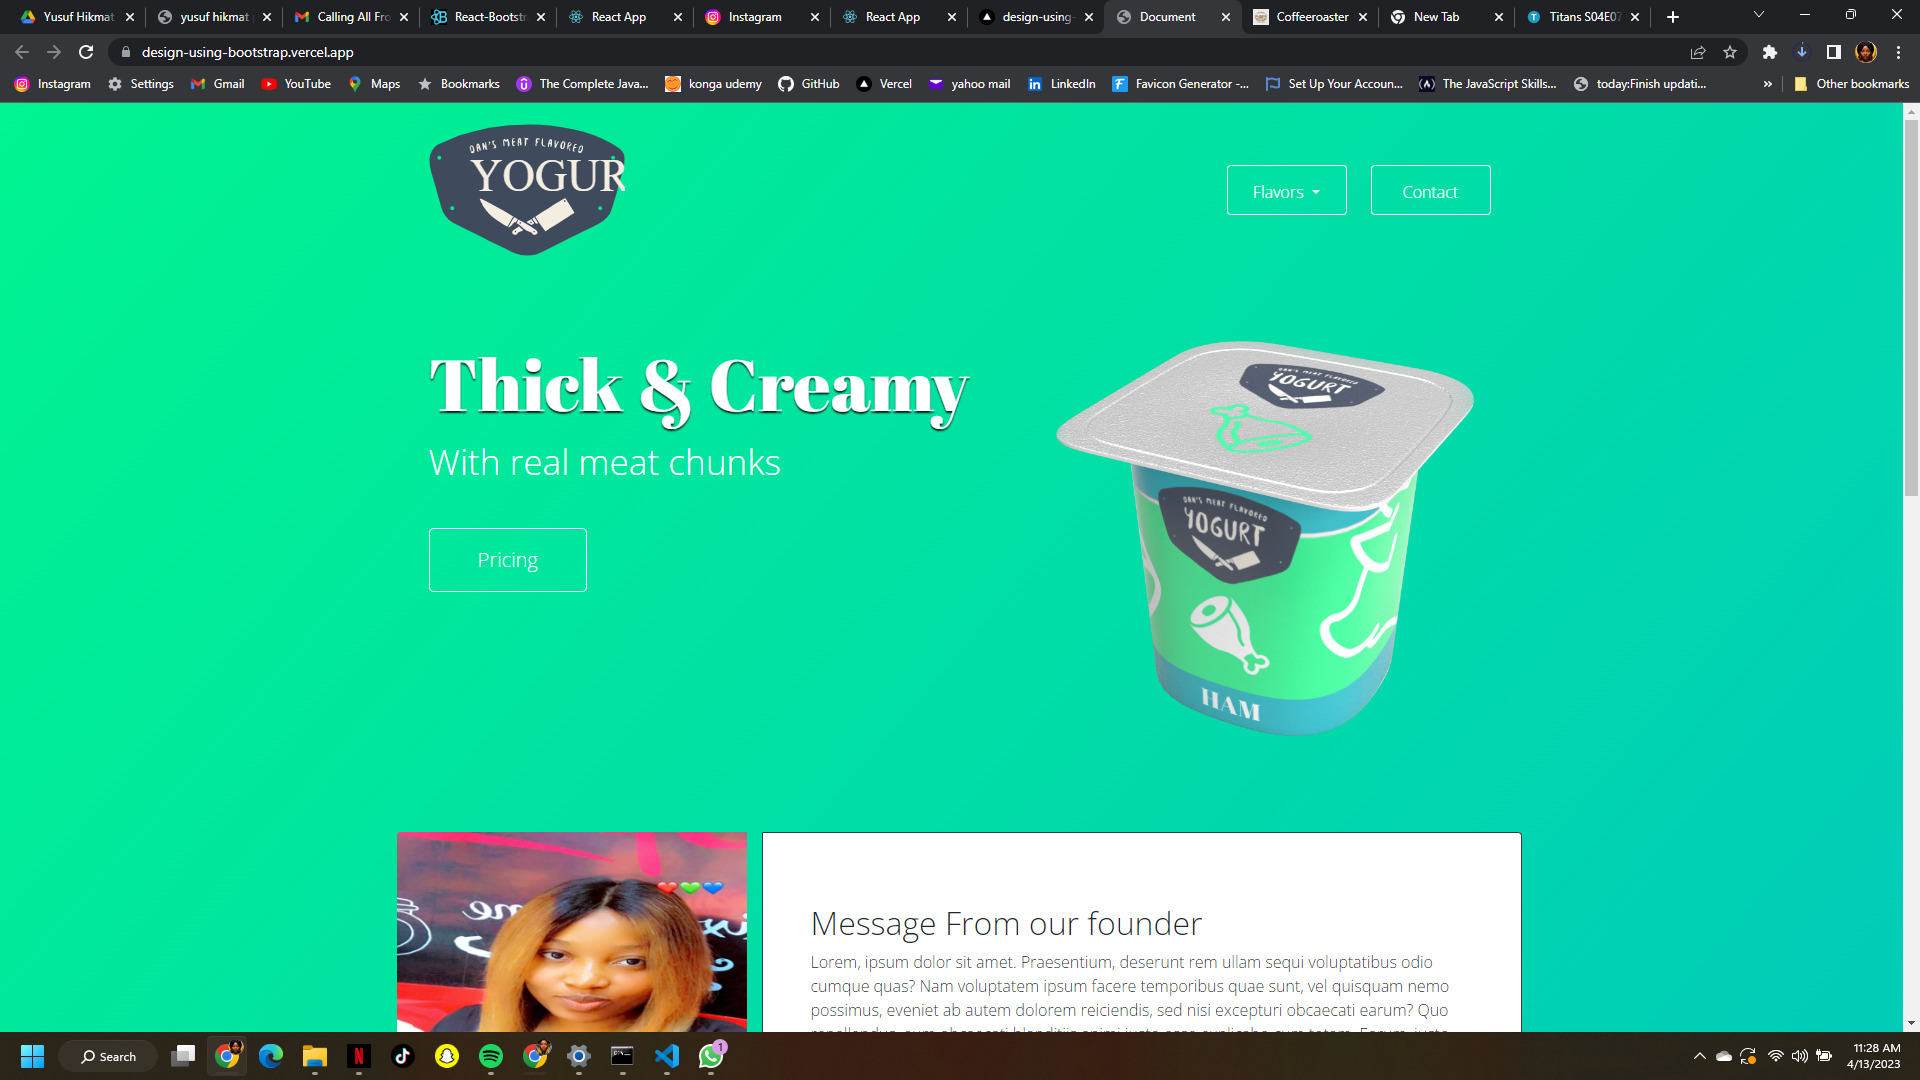 Yusuf Hikmat
yusuf hikmat
Calling All Fro
React-Bootstr
React App
Instagram
React App
design-using-
Document
Coffeeroaster
New Tab
Titans S04E07
design-using-bootstrap.vercel.app
Instagram
Settings
Gmail
YouTube
Maps
Bookmarks
The Complete Java...
konga udemy
GitHub
Vercel
yahoo mail
LinkedIn
Favicon Generator -...
Set Up Your Accoun...
The JavaScript Skills...
today:Finish updati...
»
Other bookmarks
DAN'S MEAT FLAVORED
YOGUR
Flavors
Contact
Thick & Creamy
With real meat chunks
Pricing
YOGURT
DAN'S MEAT FLAVORED
YOGURT
HAM
Message From our founder
Lorem, ipsum dolor sit amet. Praesentium, deserunt rem ullam sequi voluptatibus odio
cumque quas? Nam voluptatem ipsum facere temporibus quae sunt, vel quisquam nemo
possimus, eveniet ab autem dolorem reiciendis, sed nisi excepturi obcaecati earum? Quo
Search
1
11:28 AM
4/13/2023